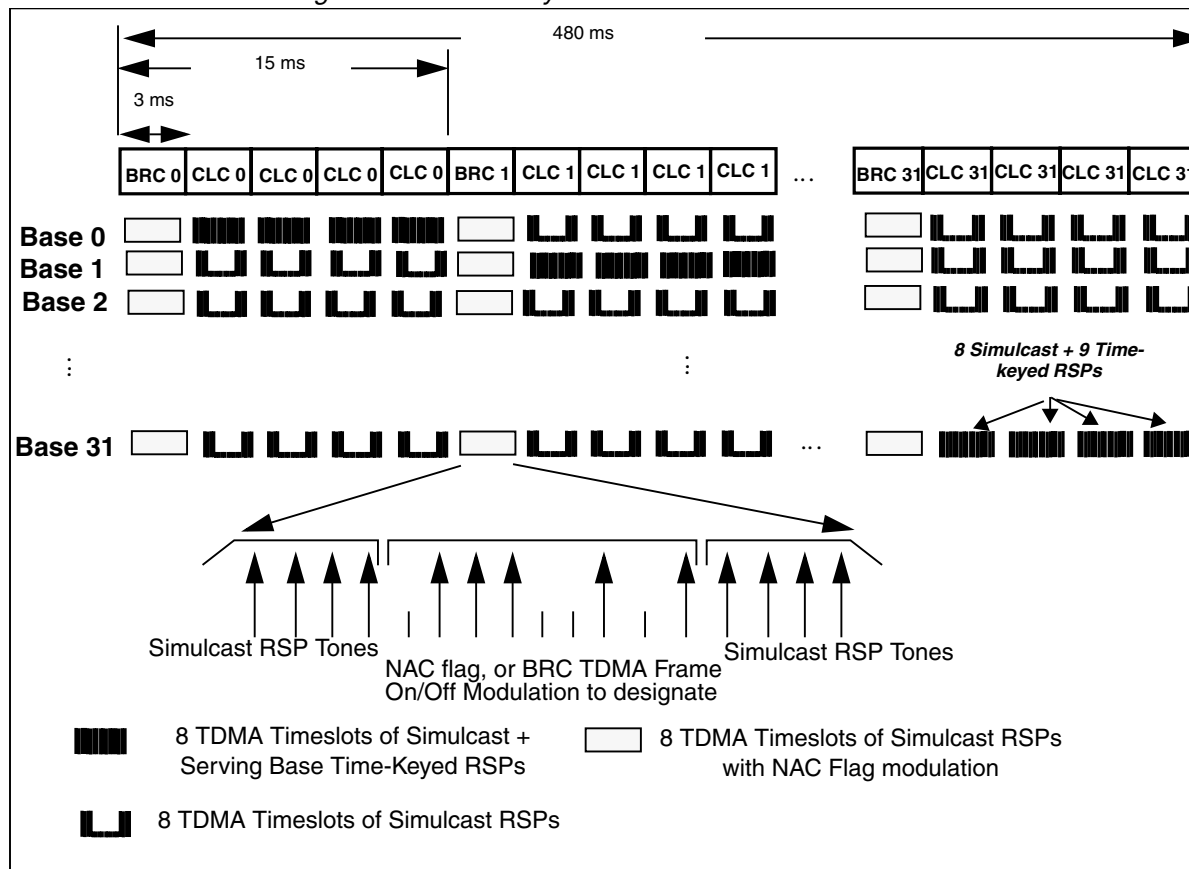 480 ms
15 ms
3 ms
BRC 0 CLC 0 CLC 0 CLC 0 CLC 0 BRC 1 CLC 1 CLC 1 CLC 1 CLC 1 ... BRC 31 CLC 31 CLC 31 CLC 31 CLC 31
Base 0
Base 1
Base 2
8 Simulcast + 9 Time-
keyed RSPs
Base 31 ...
Simulcast RSP Tones
NAC flag, or BRC TDMA Frame
On/Off Modulation to designate
Simulcast RSP Tones
8 TDMA Timeslots of Simulcast +
Serving Base Time-Keyed RSPs
8 TDMA Timeslots of Simulcast RSPs
with NAC Flag modulation
8 TDMA Timeslots of Simulcast RSPs